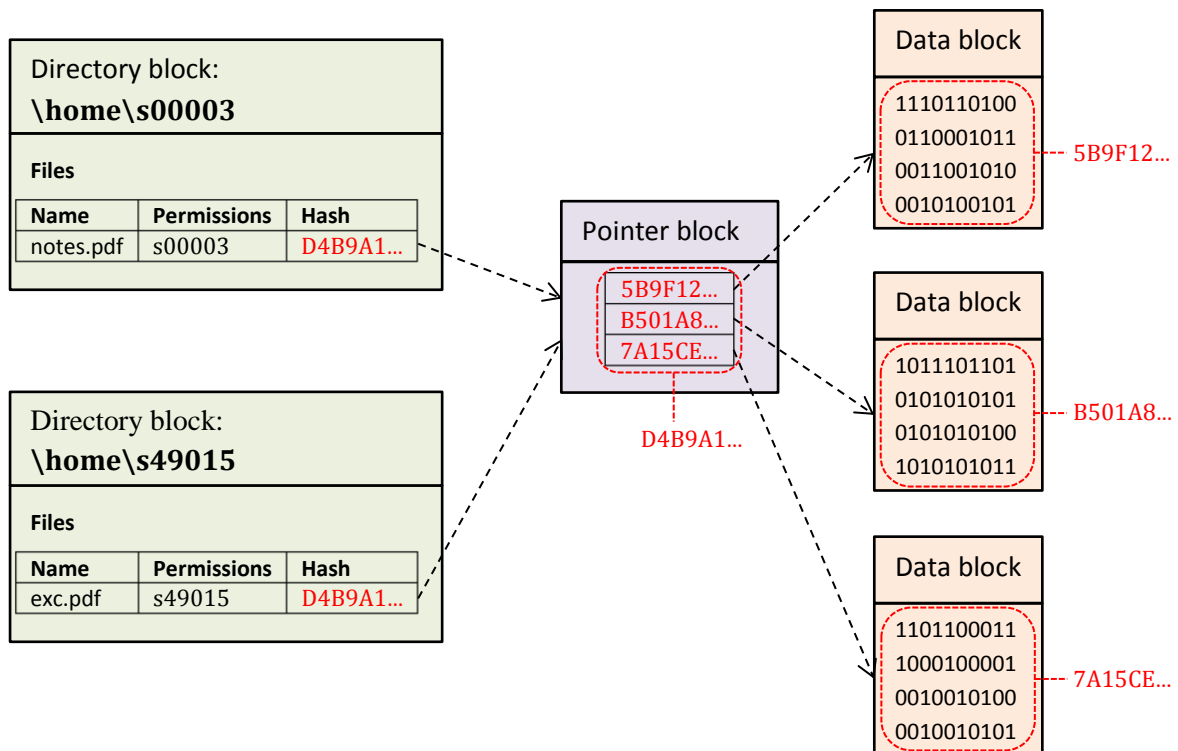 Directory block:
\home\s00003
Files
Name Permissions Hash
notes.pdf s00003 D4B9A1...
Directory block:
\home\s49015
Files
Name Permissions Hash
exc.pdf s49015 D4B9A1...
Pointer block
5B9F12...
B501A8...
7A15CE...
D4B9A1...
Data block
1110110100
0110001011
0011001010
0010100101
5B9F12...
Data block
1011101101
0101010101
0101010100
1010101011
B501A8...
Data block
1101100011
1000100001
0010010100
0010010101
7A15CE...